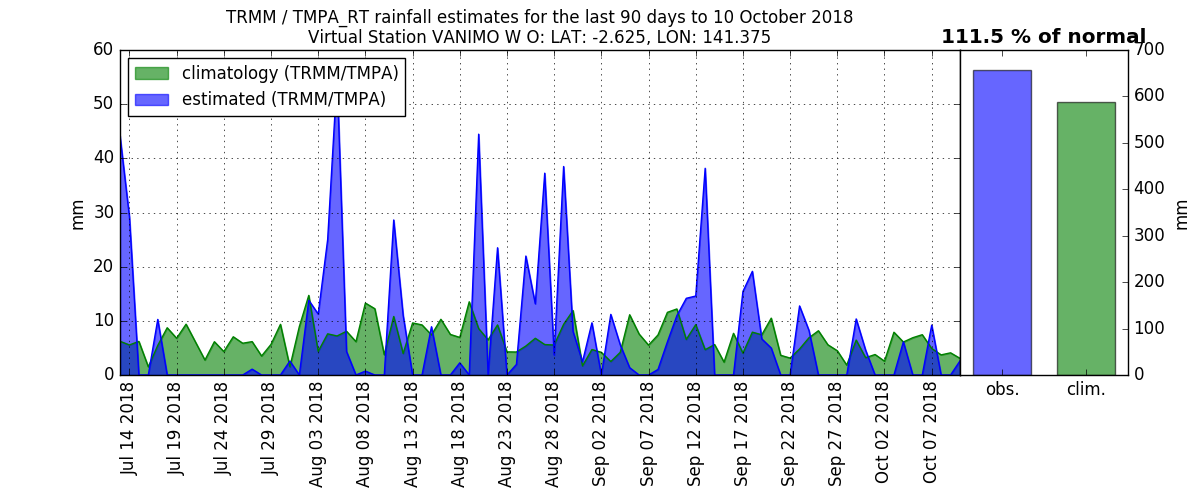 TRMM / TMPA_RT rainfall estimates for the last 90 days to 10 October 2018
Virtual Station VANIMO W O: LAT: -2.625, LON: 141.375
111.5 % of normal
climatology (TRMM/TMPA)
estimated (TRMM/TMPA)
60
50
40
30
20
10
0
mm
Jul 14 2018
Jul 19 2018
Jul 24 2018
Jul 29 2018
Aug 03 2018
Aug 08 2018
Aug 13 2018
Aug 18 2018
Aug 23 2018
Aug 28 2018
Sep 02 2018
Sep 07 2018
Sep 12 2018
Sep 17 2018
Sep 22 2018
Sep 27 2018
Oct 02 2018
Oct 07 2018
700
600
500
400
300
200
100
0
mm
obs.
clim.